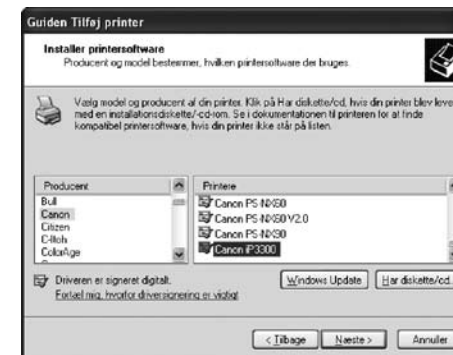 Guiden Tilføj printer
Installer printersoftware
Producent og model bestemmer, hvilken printersoftware der bruges.
Vælg model og producent af din printer. Klik på Har diskette/cd, hvis din printer blev leve
med en installationsdiskette/-cd-rom. Se i dokumentationen til printeren for at finde
kompatibel printersoftware, hvis din printer ikke står på listen.
Producent
Bull
Canon
Citizen
C-Itoh
ColorAge
Printere
Canon PS-NX60
Canon PS-NX60 V2.0
Canon PS-NX90
Canon iP3300
Driveren er signeret digitalt.
Fortæl mig, hvorfor driversignering er vigtigt
Windows Update
Har diskette/cd.
< Tilbage
Næste >
Annuller